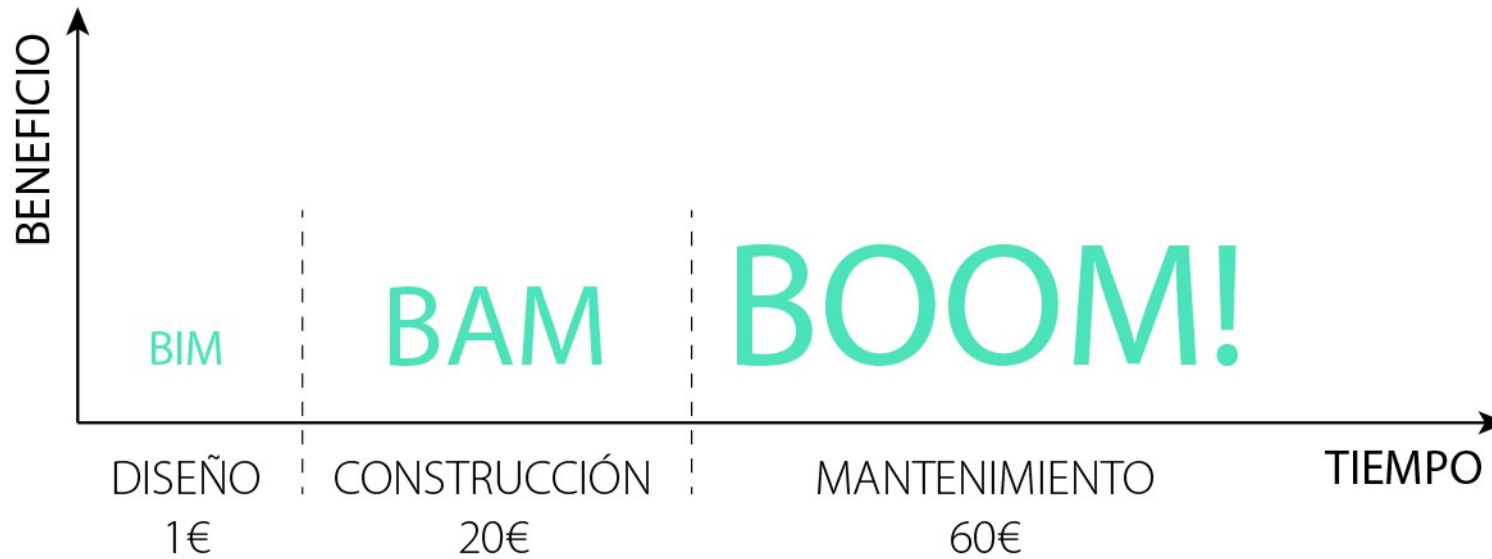 BENEFICIO
BIM
BAM
BOOM!
DISEÑO
CONSTRUCCIÓN
MANTENIMIENTO
TIEMPO
1€
20€
60€